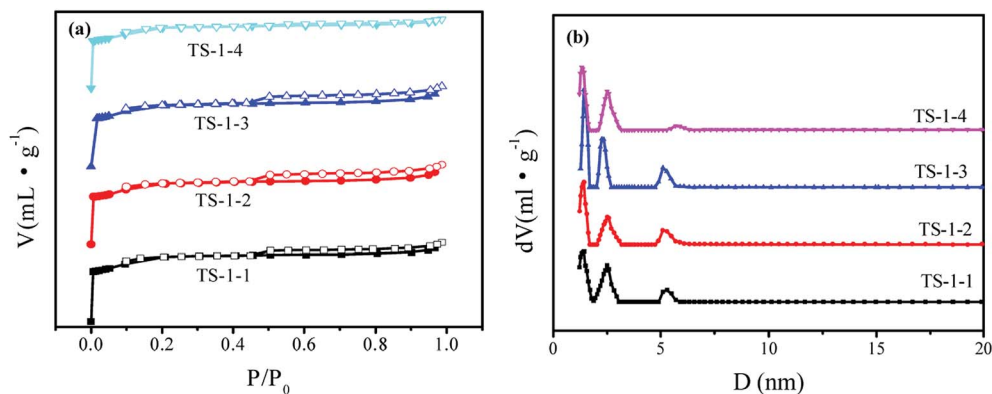 (a)
TS-1-4
TS-1-3
TS-1-2
TS-1-1
V(mL • g⁻¹)
0.0 0.2 0.4 0.6 0.8 1.0
P/P₀
(b)
TS-1-4
TS-1-3
TS-1-2
TS-1-1
dV(ml • g⁻¹)
0 5 10 15 20
D (nm)